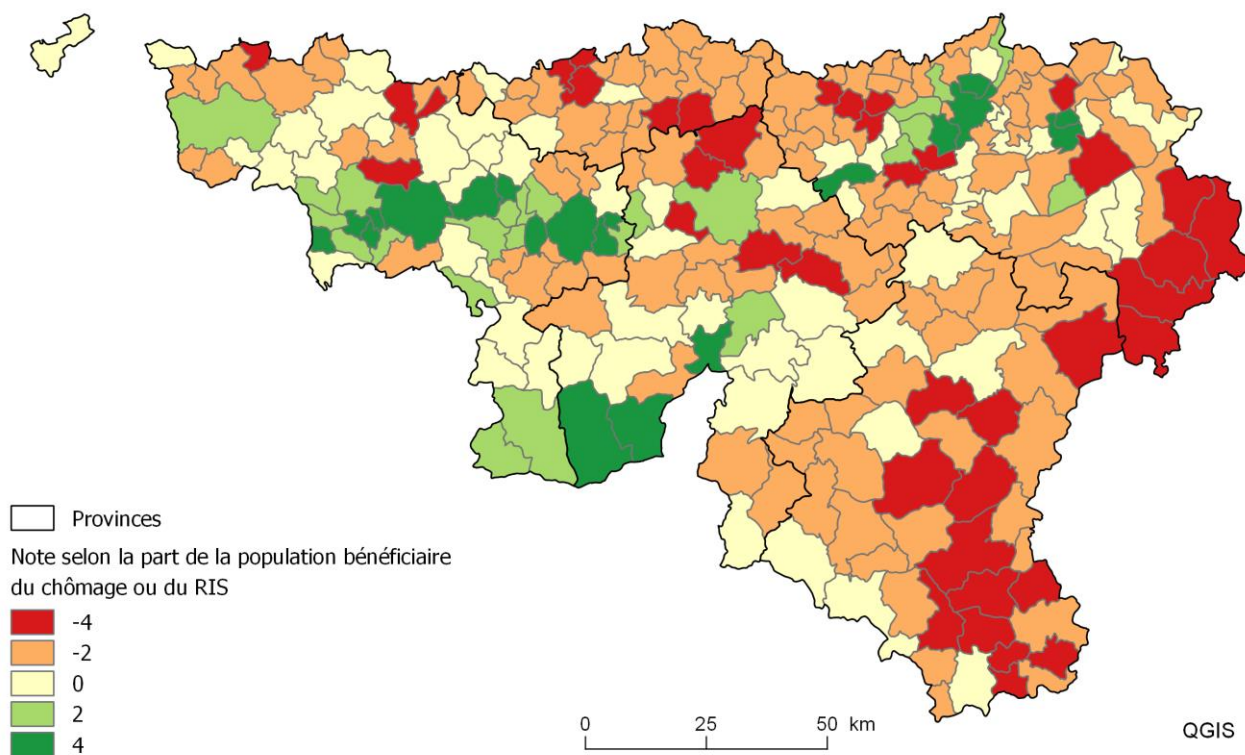 Provinces
Note selon la part de la population bénéficiaire
du chômage ou du RIS
-4
-2
0
2
4
0 25 50 km
QGIS